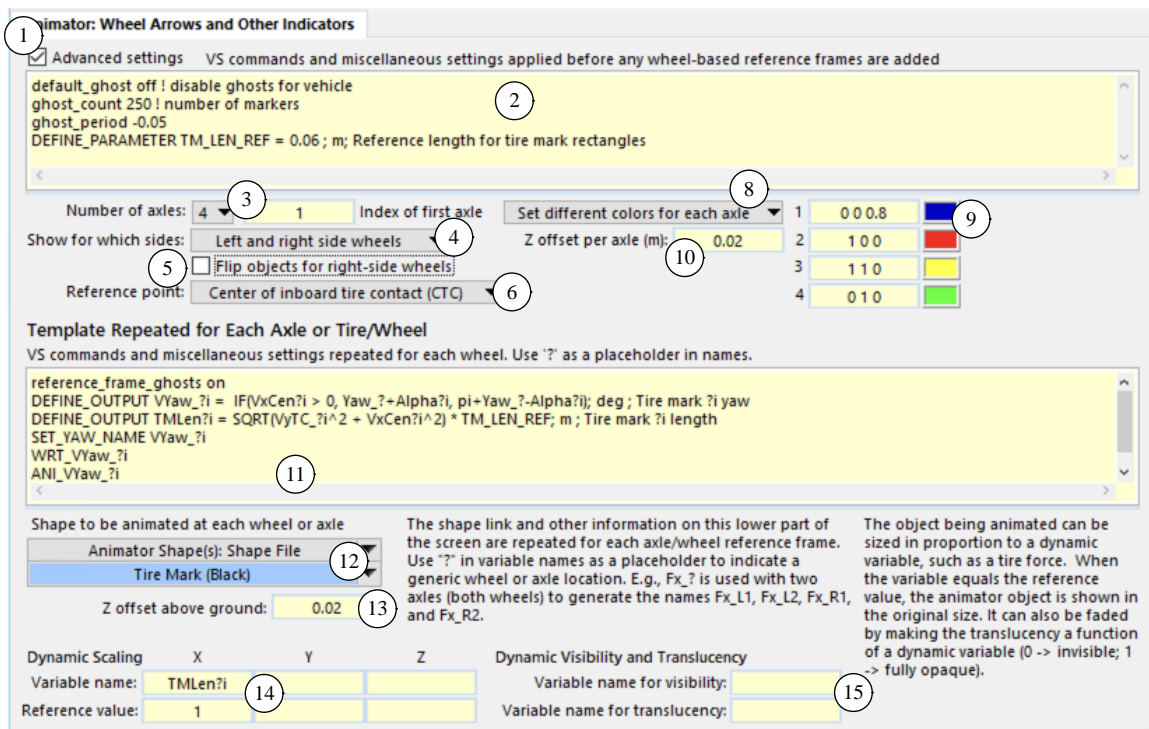 Animator: Wheel Arrows and Other Indicators
1
Advanced settings VS commands and miscellaneous settings applied before any wheel-based reference frames are added
default_ghost off ! disable ghosts for vehicle
2
ghost_count 250 ! number of markers
ghost_period -0.05
DEFINE_PARAMETER TM_LEN_REF = 0.06 ; m; Reference length for tire mark rectangles
Number of axles: 4 3 1 Index of first axle
8
Set different colors for each axle 1 0 0 0.8 9
Show for which sides: Left and right side wheels 4
Z offset per axle (m): 0.02 10
2 1 0 0
5 Flip objects for right-side wheels
3 1 1 0
Reference point: Center of inboard tire contact (CTC) 6
4 0 1 0
Template Repeated for Each Axle or Tire/Wheel
VS commands and miscellaneous settings repeated for each wheel. Use '?' as a placeholder in names.
reference_frame_ghosts on
DEFINE_OUTPUT VYaw_?i = IF(VxCen?i > 0, Yaw_?+Alpha?i, pi+Yaw_?-Alpha?i); deg ; Tire mark ?i yaw
DEFINE_OUTPUT TMLen?i = SQRT(VyTC_?i^2 + VxCen?i^2) * TM_LEN_REF; m ; Tire mark ?i length
SET_YAW_NAME VYaw_?i
WRT_VYaw_?i
ANI_VYaw_?i
11
Shape to be animated at each wheel or axle
Animator Shape(s): Shape File
12
Tire Mark (Black)
Z offset above ground: 0.02 13
The shape link and other information on this lower part of
the screen are repeated for each axle/wheel reference frame.
Use "?" in variable names as a placeholder to indicate a
generic wheel or axle location. E.g., Fx_? is used with two
axles (both wheels) to generate the names Fx_L1, Fx_L2, Fx_R1,
and Fx_R2.
The object being animated can be
sized in proportion to a dynamic
variable, such as a tire force. When
the variable equals the reference
value, the animator object is shown in
the original size. It can also be faded
by making the translucency a function
of a dynamic variable (0 -> invisible; 1
-> fully opaque).
Dynamic Scaling X Y Z
Variable name: TMLen?i
14
Reference value: 1
Dynamic Visibility and Translucency
Variable name for visibility:
15
Variable name for translucency: